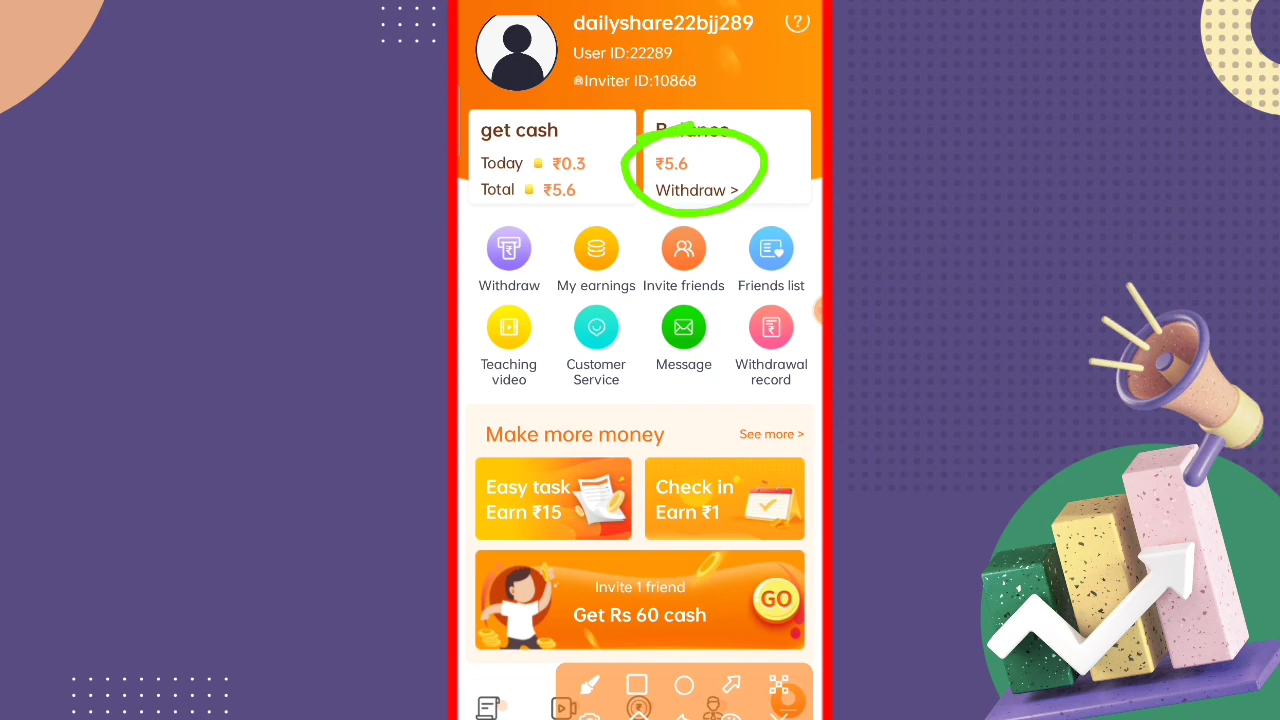 dailyshare22bjj289
User ID:22289
Inviter ID:10868
get cash
Today ₹0.3
Total ₹5.6
Balance
₹5.6
Withdraw >
Withdraw
My earnings
Invite friends
Friends list
Teaching video
Customer Service
Message
Withdrawal record
Make more money
See more >
Easy task
Earn ₹15
Check in
Earn ₹1
Invite 1 friend
Get Rs 60 cash
GO